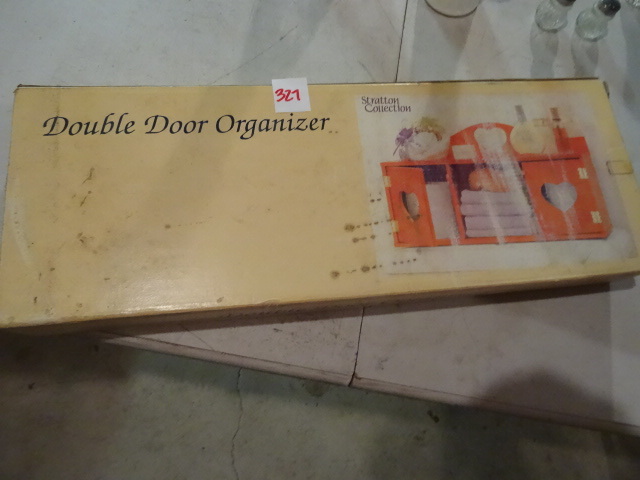 327
Double Door Organizer
Stratton
Collection